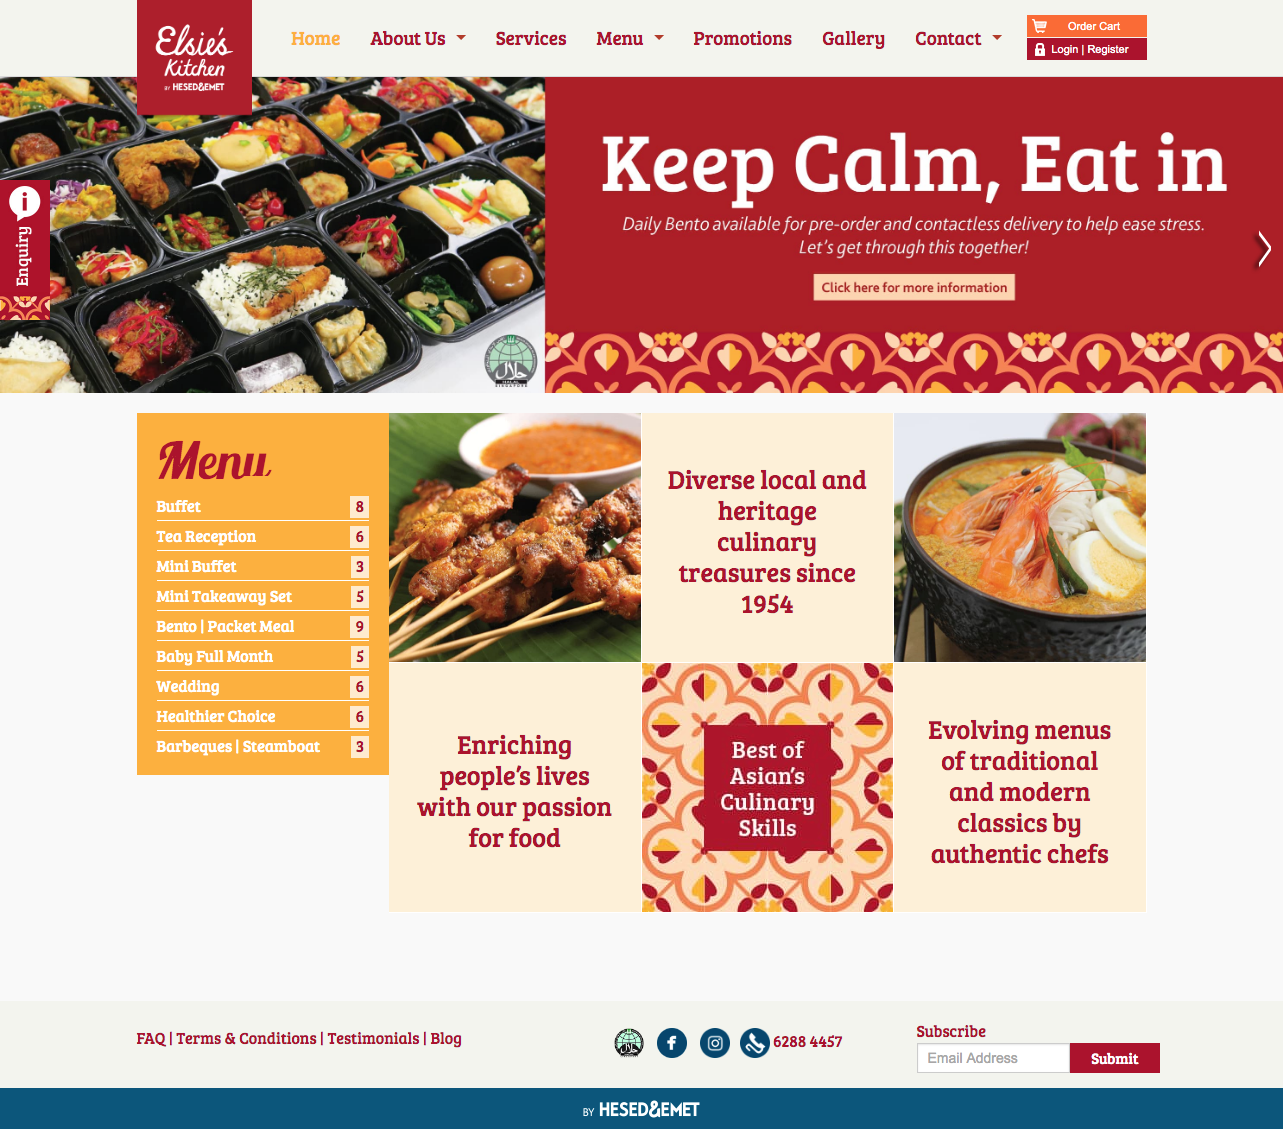 Elsie's
Kitchen
BY HESED&EMET
Home
About Us
Services
Menu
Promotions
Gallery
Contact
Order Cart
Login | Register
Enquiry
Keep Calm, Eat in
Daily Bento available for pre-order and contactless delivery to help ease stress.
Let's get through this together!
Click here for more information
حلال
SINGAPORE
Menu
Buffet 8
Tea Reception 6
Mini Buffet 3
Mini Takeaway Set 5
Bento | Packet Meal 9
Baby Full Month 5
Wedding 6
Healthier Choice 6
Barbeques | Steamboat 3
Diverse local and
heritage
culinary
treasures since
1954
Enriching
people's lives
with our passion
for food
Best of
Asian's
Culinary
Skills
Evolving menus
of traditional
and modern
classics by
authentic chefs
FAQ | Terms & Conditions | Testimonials | Blog
حلال
6288 4457
Subscribe
Email Address
Submit
BY HESED&EMET